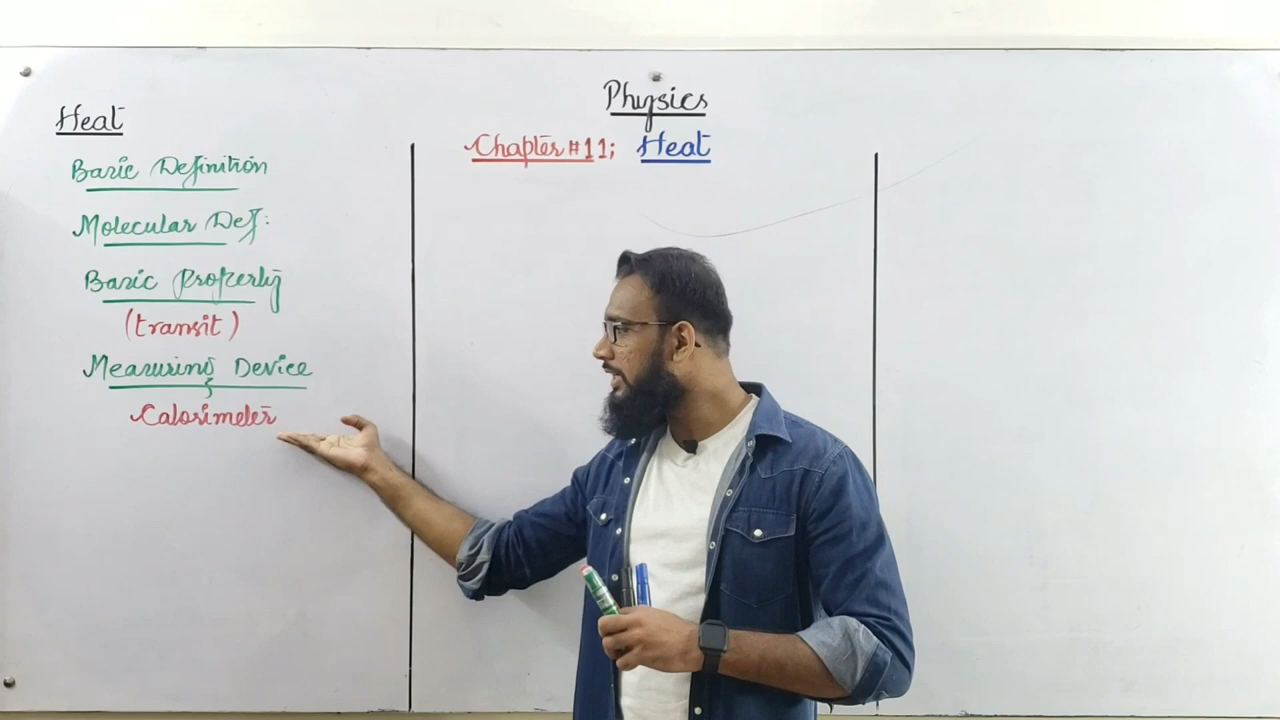 Physics
Chapter #11; Heat
Heat
Basic Definition
Molecular Def:
Basic Property
(transit)
Measuring Device
Calorimeter